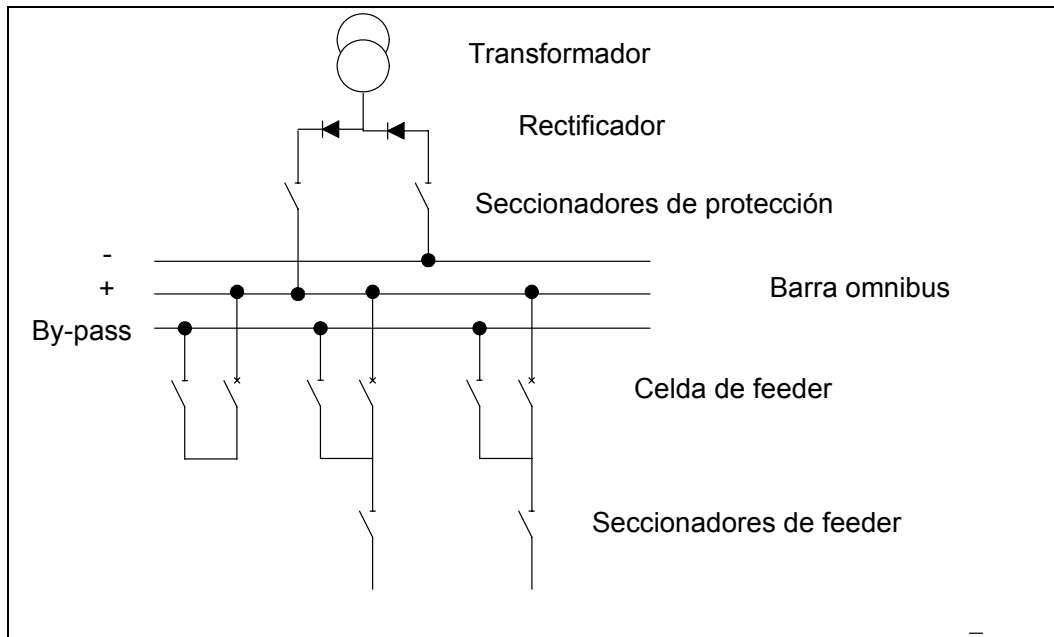 Transformador
Rectificador
Seccionadores de protección
-
+
Barra omnibus
By-pass
Celda de feeder
Seccionadores de feeder